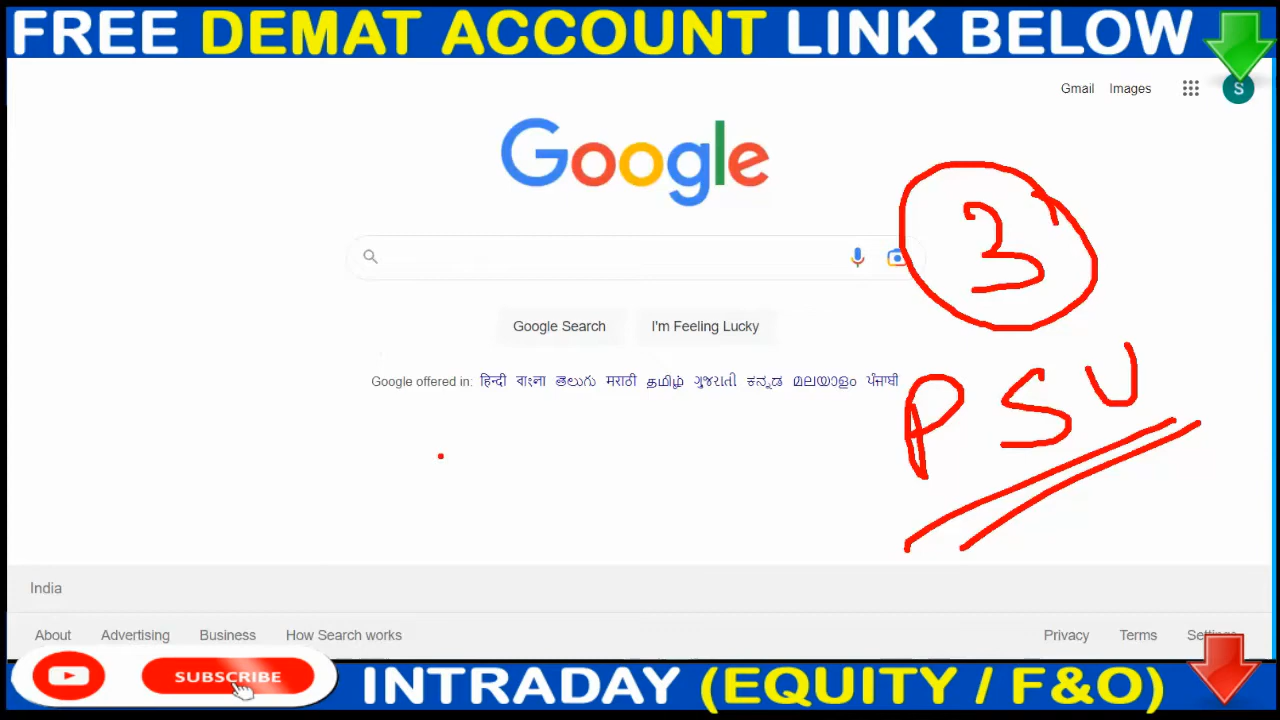 FREE DEMAT ACCOUNT LINK BELOW
Gmail Images
S
Google
3
Google Search I'm Feeling Lucky
Google offered in: हिन्दी বাংলা తెలుగు मराठी தமிழ் ગુજરાતી ಕನ್ನಡ മലയാളം ਪੰਜਾਬੀ
PSU
India
About Advertising Business How Search works Privacy Terms Settings
SUBSCRIBE
INTRADAY (EQUITY / F&O)